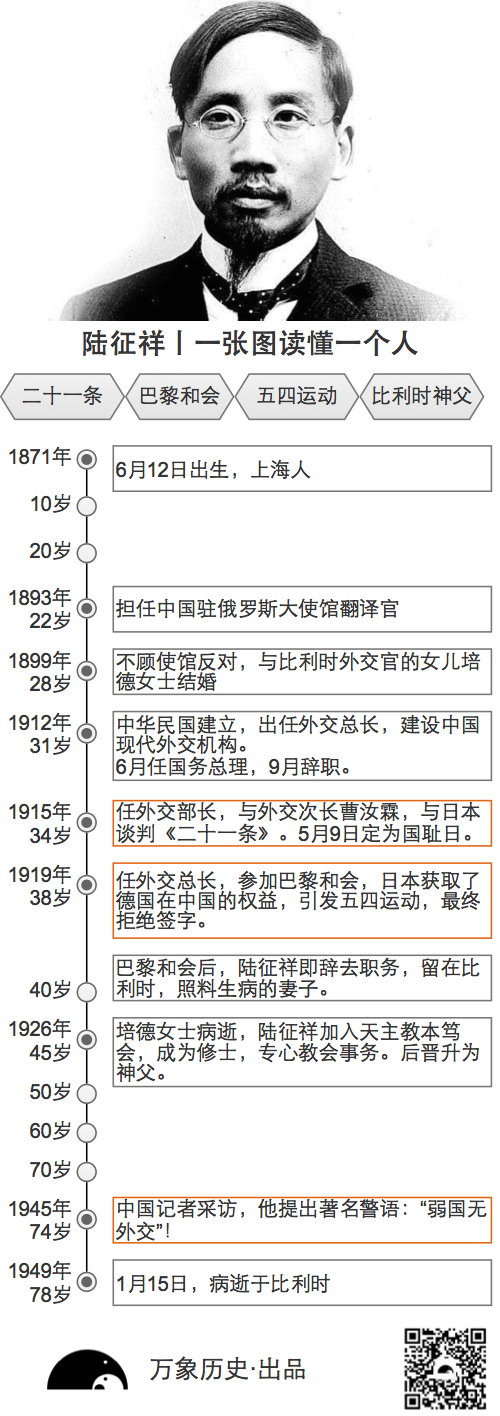 陆征祥丨一张图读懂一个人
二十一条
巴黎和会
五四运动
比利时神父
1871年
6月12日出生，上海人
10岁
20岁
1893年
22岁
担任中国驻俄罗斯大使馆翻译官
1899年
28岁
不顾使馆反对，与比利时外交官的女儿培
德女士结婚
1912年
31岁
中华民国建立，出任外交总长，建设中国
现代外交机构。
6月任国务总理，9月辞职。
1915年
34岁
任外交部长，与外交次长曹汝霖，与日本
谈判《二十一条》。5月9日定为国耻日。
1919年
38岁
任外交总长，参加巴黎和会，日本获取了
德国在中国的权益，引发五四运动，最终
拒绝签字。
巴黎和会后，陆征祥即辞去职务，留在比
利时，照料生病的妻子。
40岁
1926年
45岁
培德女士病逝，陆征祥加入天主教本笃
会，成为修士，专心教会事务。后晋升为
神父。
50岁
60岁
70岁
1945年
74岁
中国记者采访，他提出著名警语：“弱国无
外交”！
1949年
78岁
1月15日，病逝于比利时
万象历史·出品